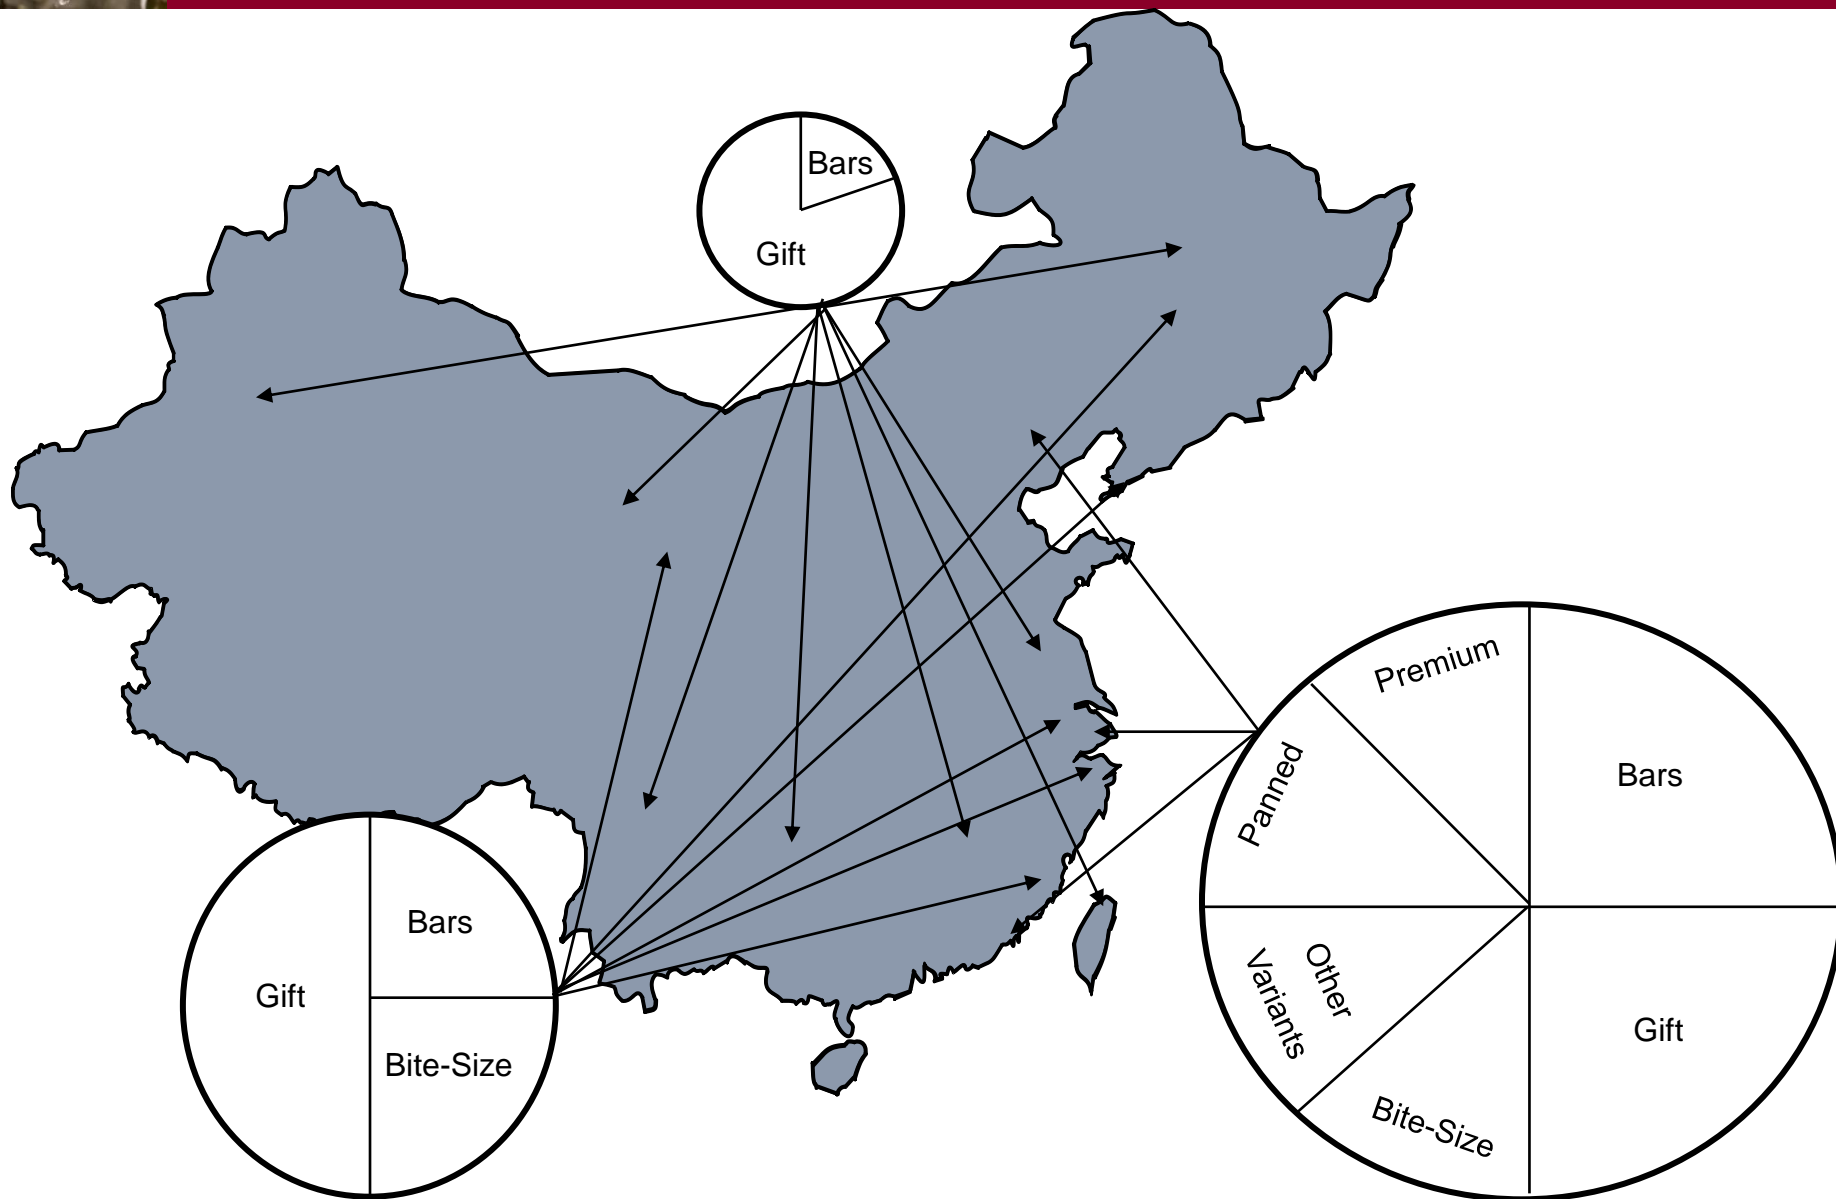 Bars
Gift
Premium
Panned
Bars
Other
Variants
Bite-Size
Gift
Gift
Bars
Bite-Size